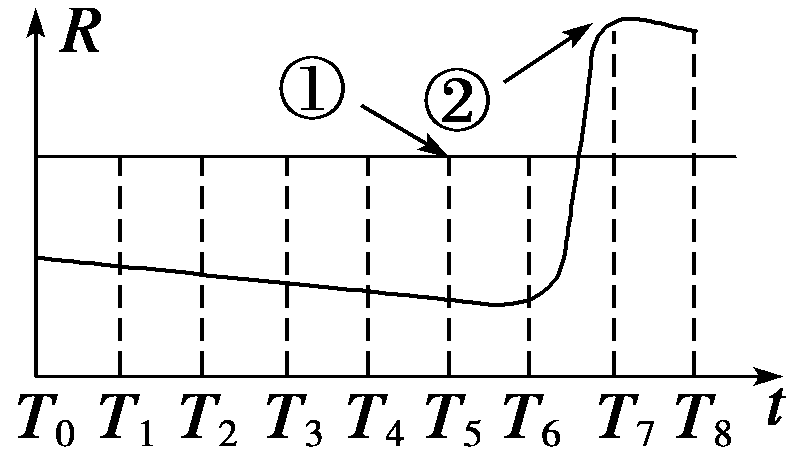 R
①
②
T₀ T₁ T₂ T₃ T₄ T₅ T₆ T₇ T₈ t